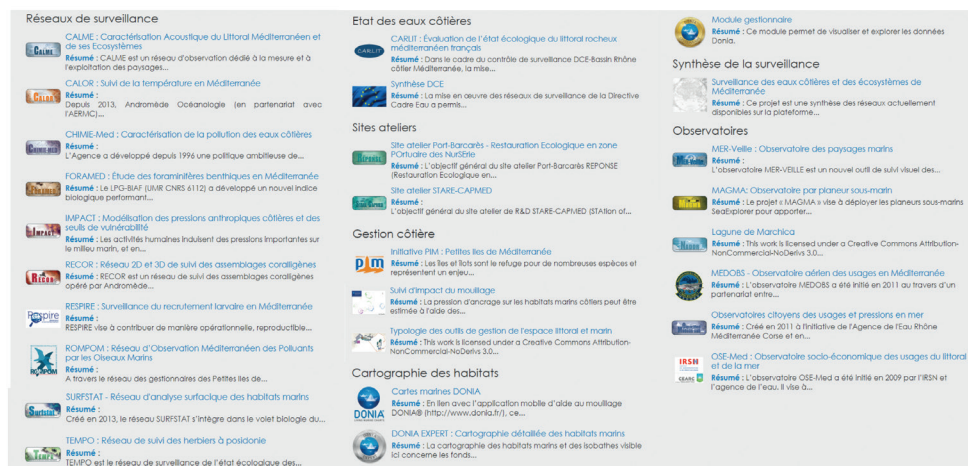 Réseaux de surveillance
CALME
CALME : Caractérisation Acoustique du Littoral Méditerranéen et
de ses Ecosystèmes
Résumé : CALME est un réseau d'observation dédié à la mesure et à
l'exploitation des paysages...
CALOR
CALOR : Suivi de la température en Méditerranée
Résumé :
Depuis 2013, Andromède Océanologie (en partenariat avec
l'AERMC)...
CHIMIE-MED
CHIMIE-Med : Caractérisation de la pollution des eaux côtières
Résumé :
L'Agence a développé depuis 1996 une politique ambitieuse de...
FORAMED
FORAMED : Étude des foraminifères benthiques en Méditerranée
Résumé : Le LPG-BIAF (UMR CNRS 6112) a développé un nouvel indice
biologique performant...
IMPACT
IMPACT : Modélisation des pressions anthropiques côtières et des
seuils de vulnérabilité
Résumé : Les activités humaines induisent des pressions importantes sur
le milieu marin, et en...
RECOR
RECOR : Réseau 2D et 3D de suivi des assemblages coralligènes
Résumé : RECOR est un réseau de suivi des assemblages coralligènes
opéré par Andromède...
Respire
RESPIRE : Surveillance du recrutement larvaire en Méditerranée
Résumé :
RESPIRE vise à contribuer de manière opérationnelle, reproductible...
ROMPOM
ROMPOM : Réseau d'Observation Méditerranéen des Polluants
par les Oiseaux Marins
Résumé :
A travers le réseau des gestionnaires des Petites Iles de...
Surfstat
SURFSTAT - Réseau d'analyse surfacique des habitats marins
Résumé :
Créé en 2013, le réseau SURFSTAT s'intègre dans le volet biologie du...
TEMPO
TEMPO : Réseau de suivi des herbiers à posidonie
Résumé :
TEMPO est le réseau de surveillance de l'état écologique des...
Etat des eaux côtières
CARLIT
CARLIT : Évaluation de l'état écologique du littoral rocheux
méditerranéen français
Résumé : Dans le cadre du contrôle de surveillance DCE-Bassin Rhône
côtier Méditerranée, la mise...
Synthèse DCE
Résumé : La mise en œuvre des réseaux de surveillance de la Directive
Cadre Eau a permis...
Sites ateliers
REPONSE
Site atelier Port-Barcarès - Restauration Ecologique en zone
POrtuaire des NurSErie
Résumé : L'objectif général du site atelier Port-Barcarès REPONSE
(Restauration Ecologique en...
Site atelier STARE-CAPMED
Résumé :
L'objectif général du site atelier de R&D STARE-CAPMED (STAtion of...
Gestion côtière
pim
Initiative PIM : Petites Iles de Méditerranée
Résumé : Les îles et îlots sont le refuge pour de nombreuses espèces et
représentent un enjeu...
Suivi d'impact du mouillage
Résumé : La pression d'ancrage sur les habitats marins côtiers peut être
estimée à l'aide des...
Typologie des outils de gestion de l'espace littoral et marin
Résumé : This work is licensed under a Creative Commons Attribution-
NonCommercial-NoDerivs 3.0...
Cartographie des habitats
DONIA
Cartes marines DONIA
Résumé : En lien avec l'application mobile d'aide au mouillage
DONIA® (http://www.donia.fr/), ce...
DONIA EXPERT : Cartographie détaillée des habitats marins
Résumé : La cartographie des habitats marins et des isobathes visible
ici concerne les fonds...
Module gestionnaire
Résumé : Ce module permet de visualiser et explorer les données
Donia.
Synthèse de la surveillance
Surveillance des eaux côtières et des écosystèmes de
Méditerranée
Résumé : Ce projet est une synthèse des réseaux actuellement
disponibles sur la plateforme...
Observatoires
MER-Veille
MER-Veille : Observatoire des paysages marins
Résumé :
L'observatoire MER-VEILLE est un nouvel outil de suivi visuel des...
MAGMA
MAGMA: Observatoire par planeur sous-marin
Résumé : Le projet « MAGMA » vise à déployer les planeurs sous-marins
SeaExplorer pour apporter...
Lagune de Marchica
Résumé : This work is licensed under a Creative Commons Attribution-
NonCommercial-NoDerivs 3.0...
MEDOBS - Observatoire aérien des usages en Méditerranée
Résumé : L'observatoire MEDOBS a été initié en 2011 au travers d'un
partenariat entre...
Observatoires citoyens des usages et pressions en mer
Résumé : Créé en 2011 à l'initiative de l'Agence de l'Eau Rhône
Méditerranée Corse et en...
IRSN
CEARC
OSE-Med : Observatoire socio-économique des usages du littoral
et de la mer
Résumé : L'observatoire OSE-Med a été initié en 2009 par l'IRSN et
l'agence de l'eau. Il vise à...